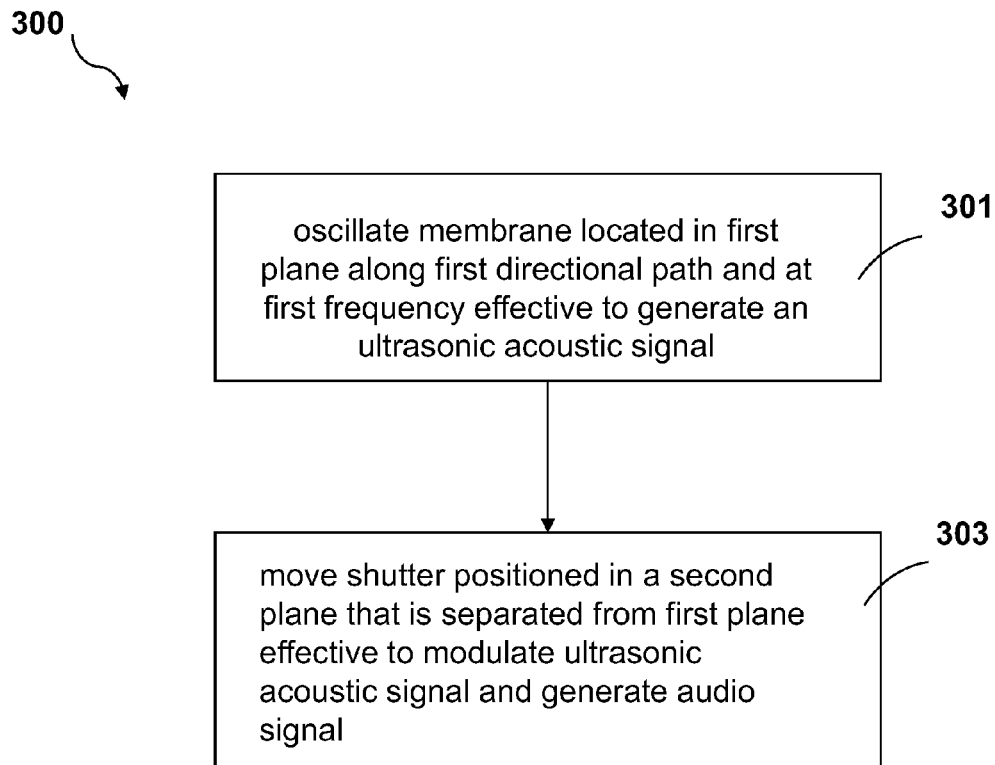 300
301
oscillate membrane located in first
plane along first directional path and at
first frequency effective to generate an
ultrasonic acoustic signal
303
move shutter positioned in a second
plane that is separated from first plane
effective to modulate ultrasonic
acoustic signal and generate audio
signal